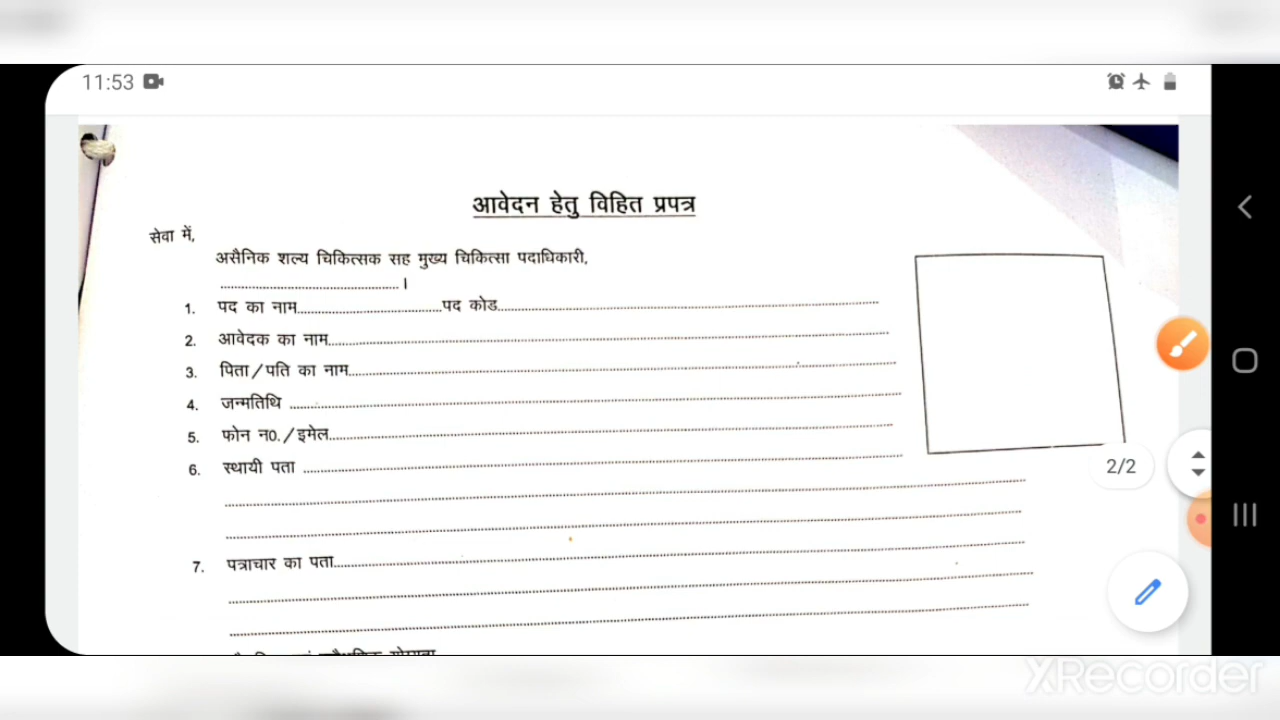 11:53
आवेदन हेतु विहित प्रपत्र
सेवा में,
असैनिक शल्य चिकित्सक सह मुख्य चिकित्सा पदाधिकारी,
.............................................।
1. पद का नाम....................................पद कोड....................................
2. आवेदक का नाम....................................
3. पिता/पति का नाम....................................
4. जन्मतिथि ....................................
5. फोन न0./इमेल....................................
6. स्थायी पता ....................................
2/2
7. पत्राचार का पता....................................
योग्यता
XRecorder